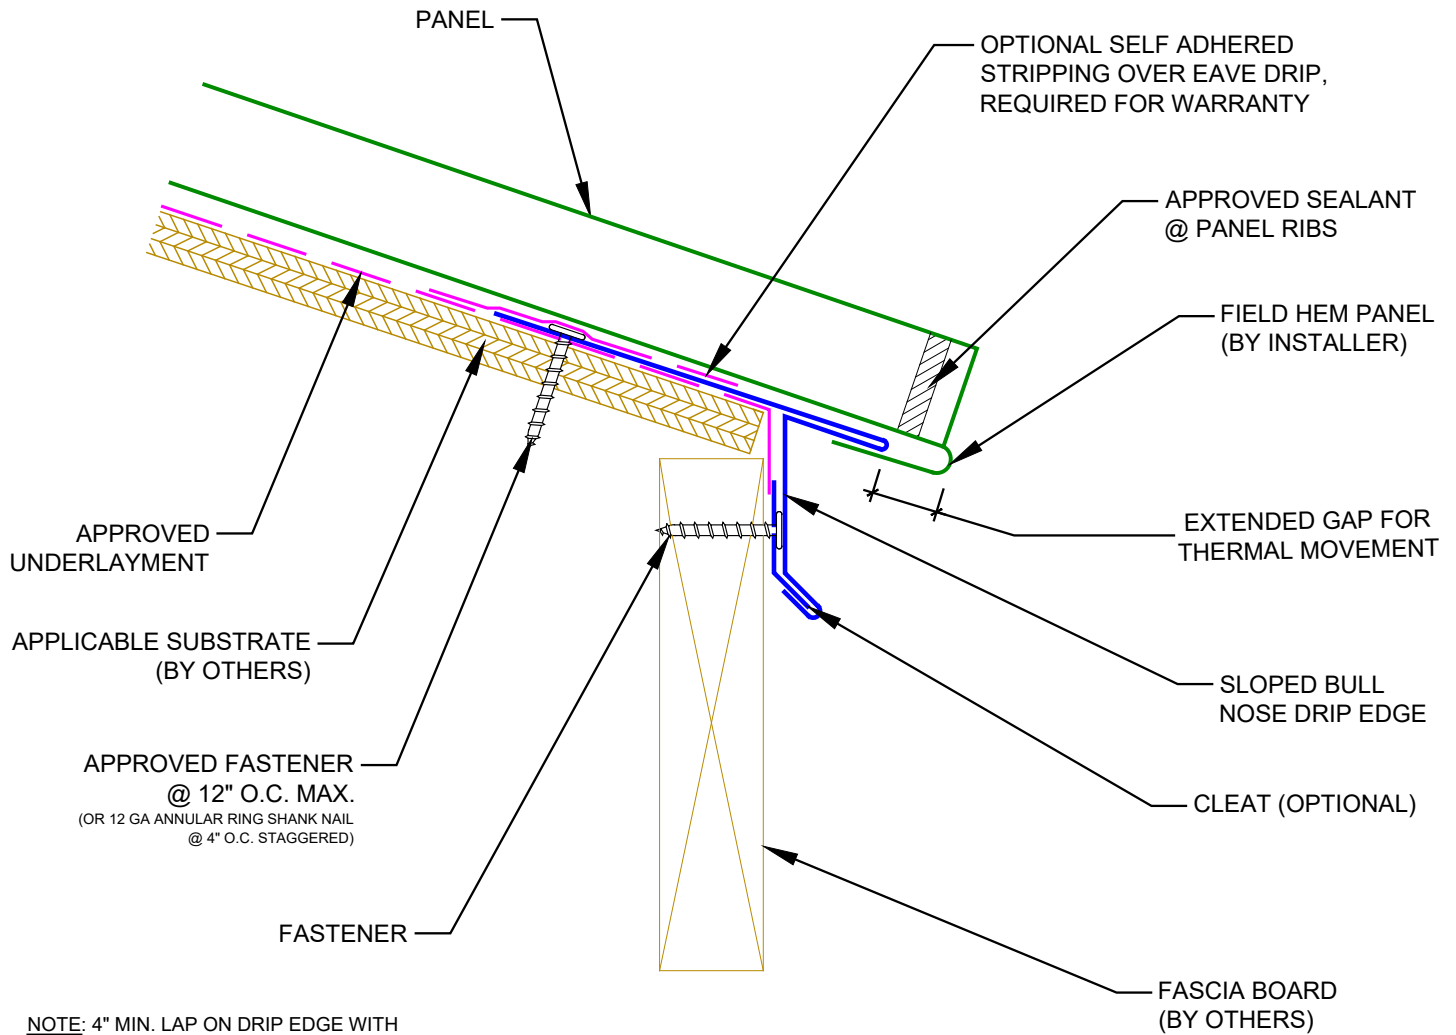 PANEL
OPTIONAL SELF ADHERED
STRIPPING OVER EAVE DRIP,
REQUIRED FOR WARRANTY
APPROVED SEALANT
@ PANEL RIBS
FIELD HEM PANEL
(BY INSTALLER)
EXTENDED GAP FOR
THERMAL MOVEMENT
APPROVED
UNDERLAYMENT
APPLICABLE SUBSTRATE
(BY OTHERS)
SLOPED BULL
NOSE DRIP EDGE
APPROVED FASTENER
@ 12" O.C. MAX.
(OR 12 GA ANNULAR RING SHANK NAIL
@ 4" O.C. STAGGERED)
CLEAT (OPTIONAL)
FASTENER
FASCIA BOARD
(BY OTHERS)
NOTE: 4" MIN. LAP ON DRIP EDGE WITH